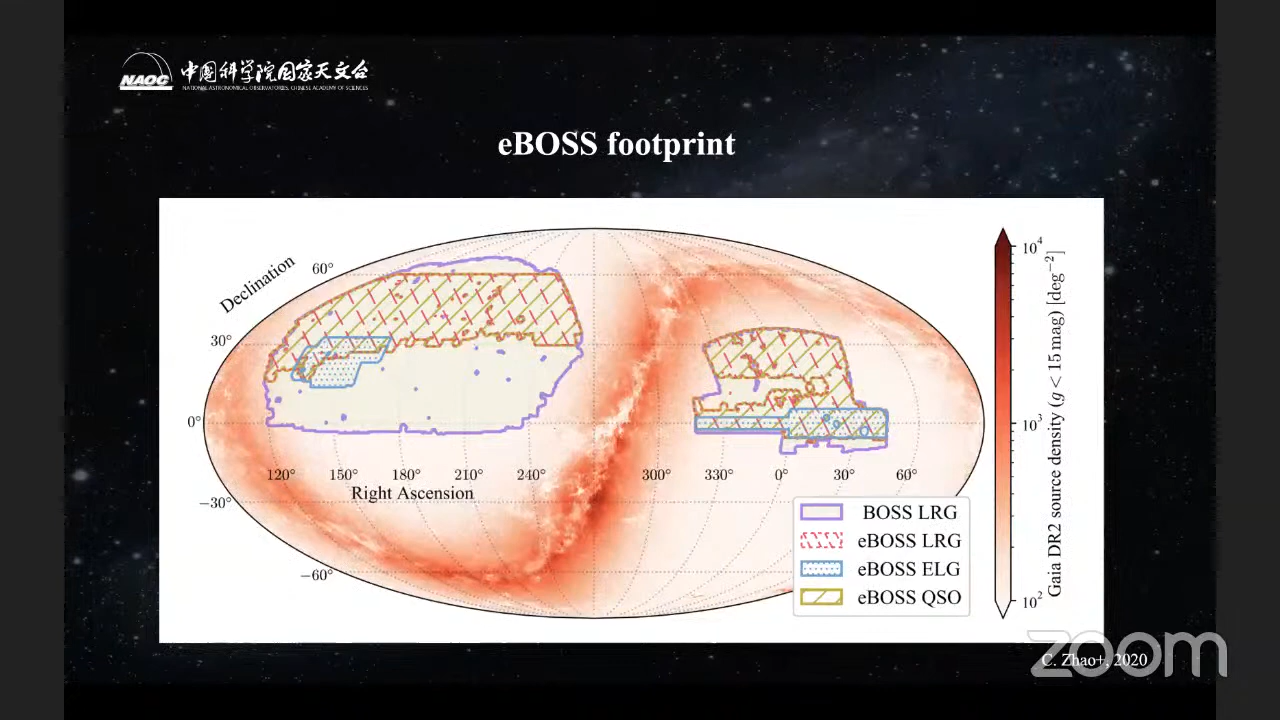 NAOC
中国科学院国家天文台
NATIONAL ASTRONOMICAL OBSERVATORIES, CHINESE ACADEMY OF SCIENCES
eBOSS footprint
Declination
60°
30°
0°
−30°
−60°
120° 150° 180° 210° 240° 300° 330° 0° 30° 60°
Right Ascension
BOSS LRG
eBOSS LRG
eBOSS ELG
eBOSS QSO
10⁴
10³
10²
Gaia DR2 source density (g < 15 mag) [deg⁻²]
C. Zhao+, 2020
zoom